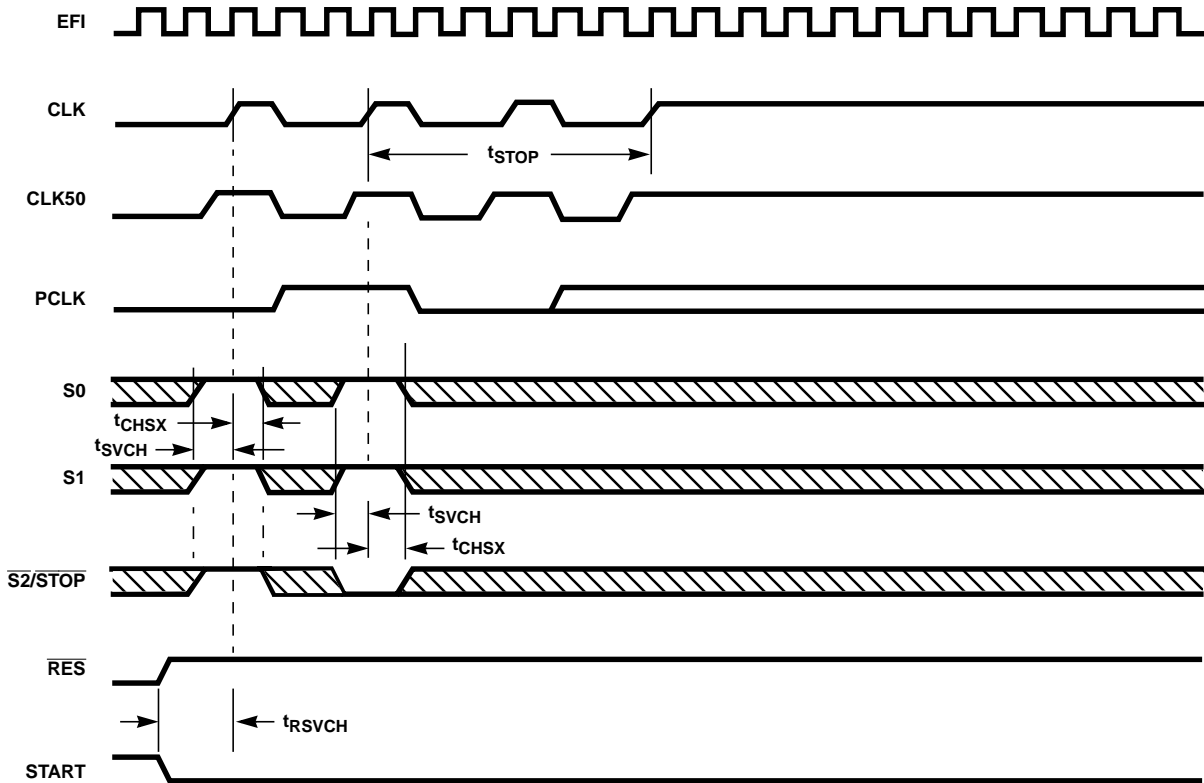 EFI
CLK
tSTOP
CLK50
PCLK
S0
tCHSX
tSVCH
S1
tSVCH
tCHSX
S2/STOP
RES
tRSVCH
START